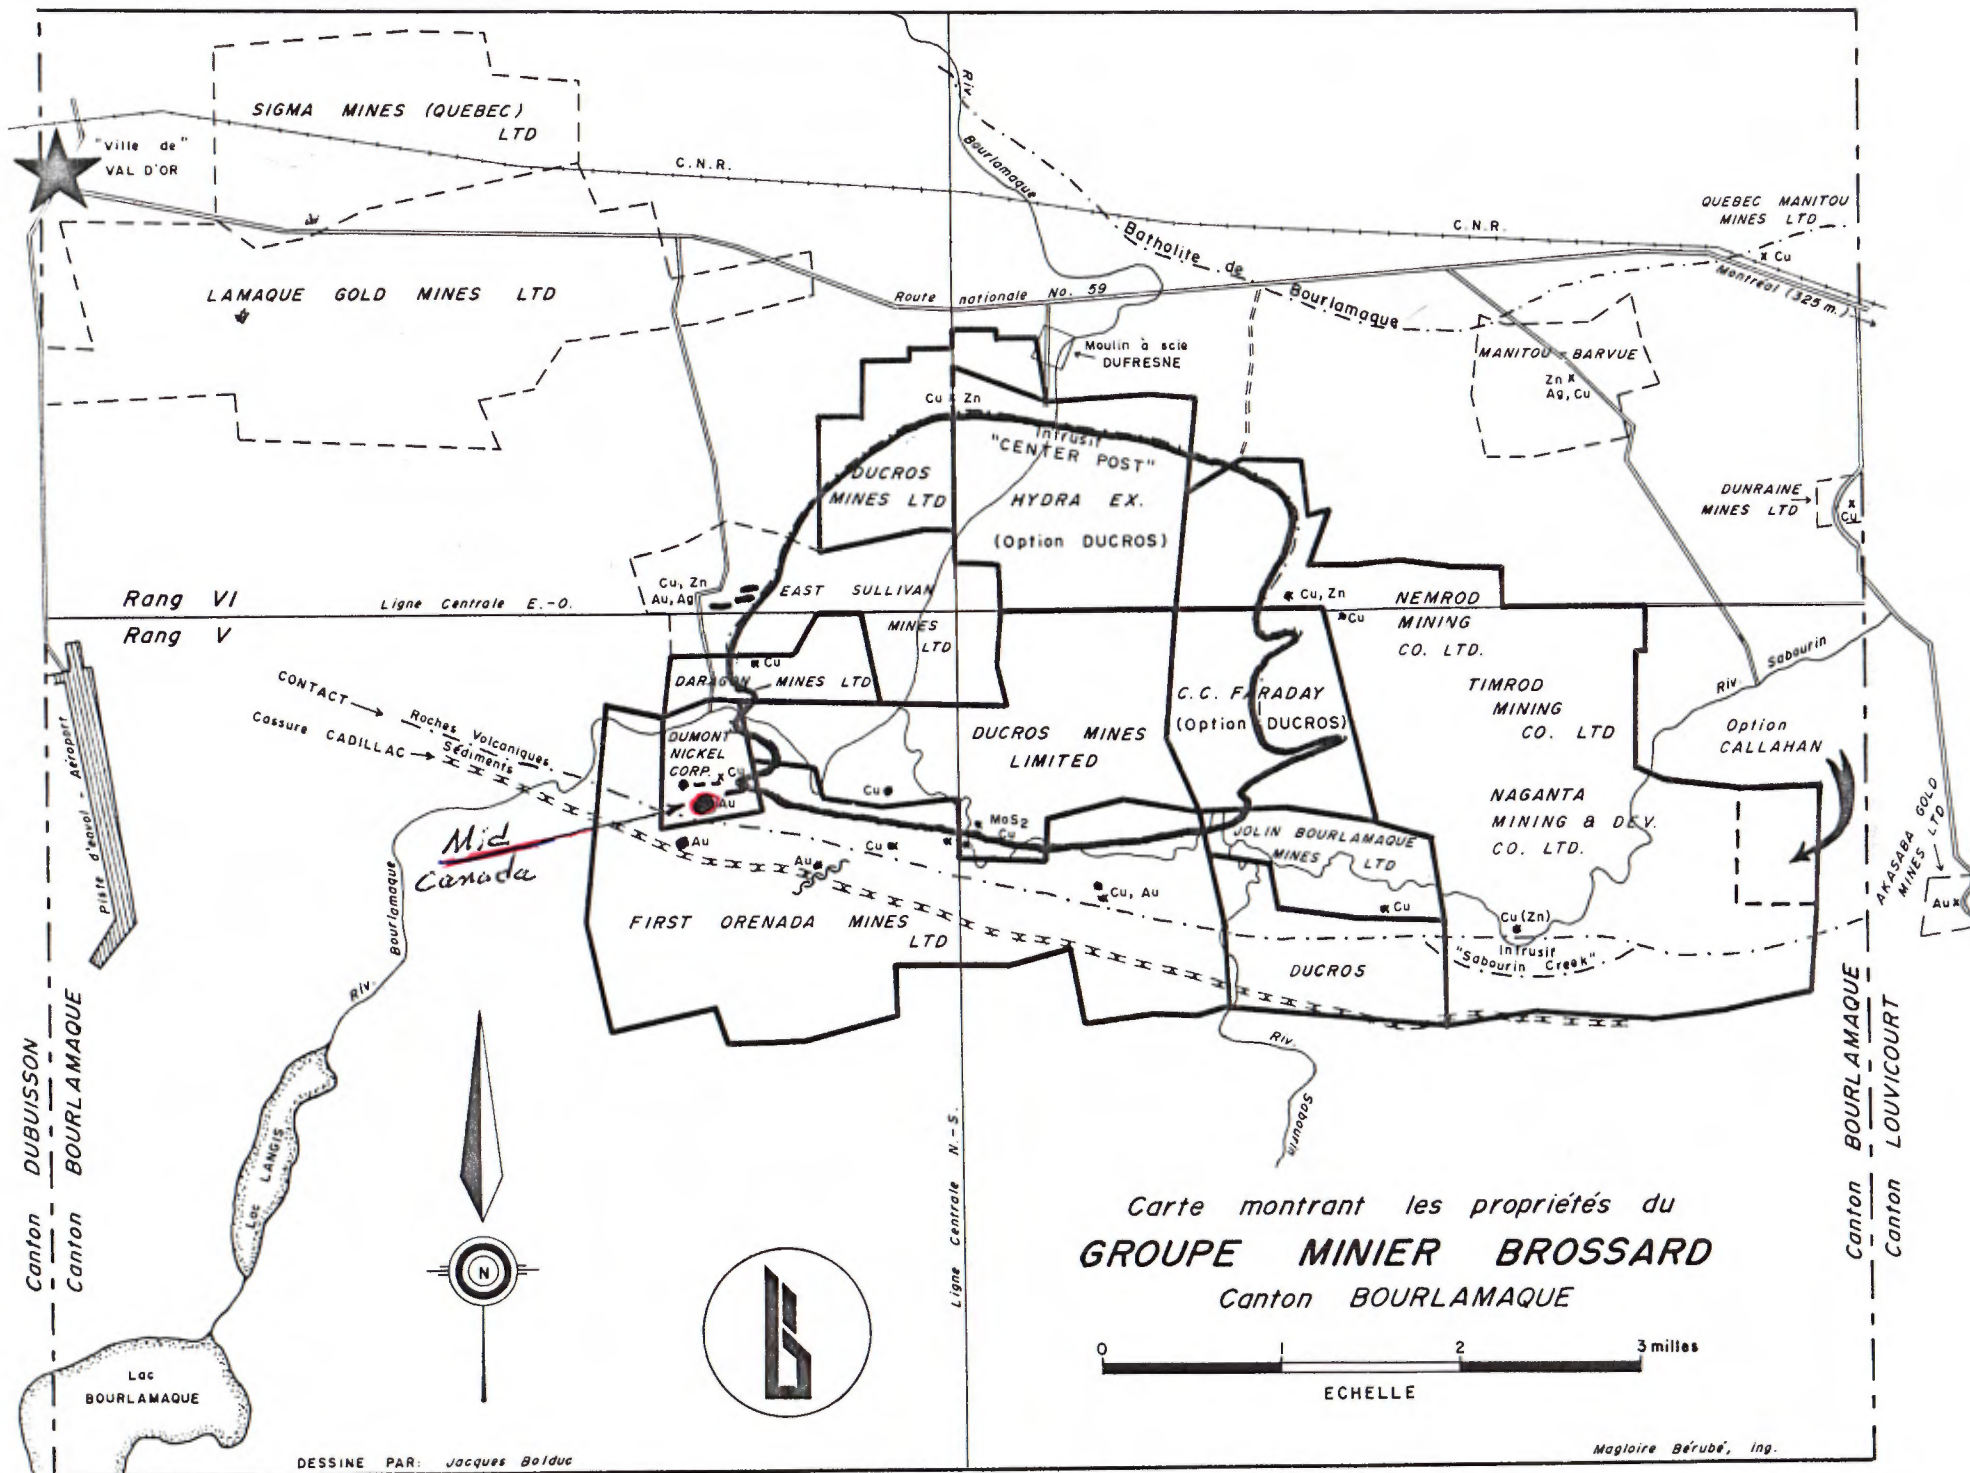 SIGMA MINES (QUEBEC)
LTD
"Ville de"
VAL D'OR
C.N.R.
Riv.
Bourlamaque
QUEBEC MANITOU
MINES LTD
C.N.R.
Cu
Batholite de
Bourlamaque
Montréal (325 m.)
LAMAQUE GOLD MINES LTD
Route nationale No. 59
Moulin à scie
DUFRESNE
MANITOU - BARVUE
Zn
Ag, Cu
Cu Zn
Intrusif
"CENTER POST"
DUCROS
MINES LTD
HYDRA EX.
(Option DUCROS)
DUNRAINE
MINES LTD
Cu
Cu, Zn
Au, Ag
EAST SULLIVAN
MINES
LTD
Rang VI
Ligne Centrale E.-O.
Rang V
Cu, Zn
Cu
NEMROD
MINING
CO. LTD.
Sabourin
Riv.
Cu
DARAGON MINES LTD
C.C. FARADAY
(Option DUCROS)
TIMROD
MINING
CO. LTD
Option
CALLAHAN
CONTACT
Roches Volcaniques
Cassure CADILLAC
Sédiments
Piste d'envol - Aéroport
DUMONT
NICKEL
CORP.
Cu
Au
DUCROS MINES
LIMITED
Cu
MoS2
Cu
NAGANTA
MINING & DEV.
CO. LTD.
AKASABA GOLD
MINES LTD
Au
Mid
Canada
Au
Au
Cu
JOLIN BOURLAMAQUE
MINES LTD
Bourlamaque
Riv.
Cu, Au
Cu
Cu (Zn)
FIRST ORENADA MINES
LTD
Intrusif
"Sabourin Creek"
DUCROS
Riv.
Sabourin
Canton DUBUISSON
Canton BOURLAMAQUE
Canton BOURLAMAQUE
Canton LOUVICOURT
Lac LANGIS
Lac
BOURLAMAQUE
N
Ligne Centrale N.-S.
Carte montrant les propriétés du
GROUPE MINIER BROSSARD
Canton BOURLAMAQUE
0 1 2 3 milles
ECHELLE
DESSINE PAR: Jacques Bolduc
Magloire Bérubé, ing.